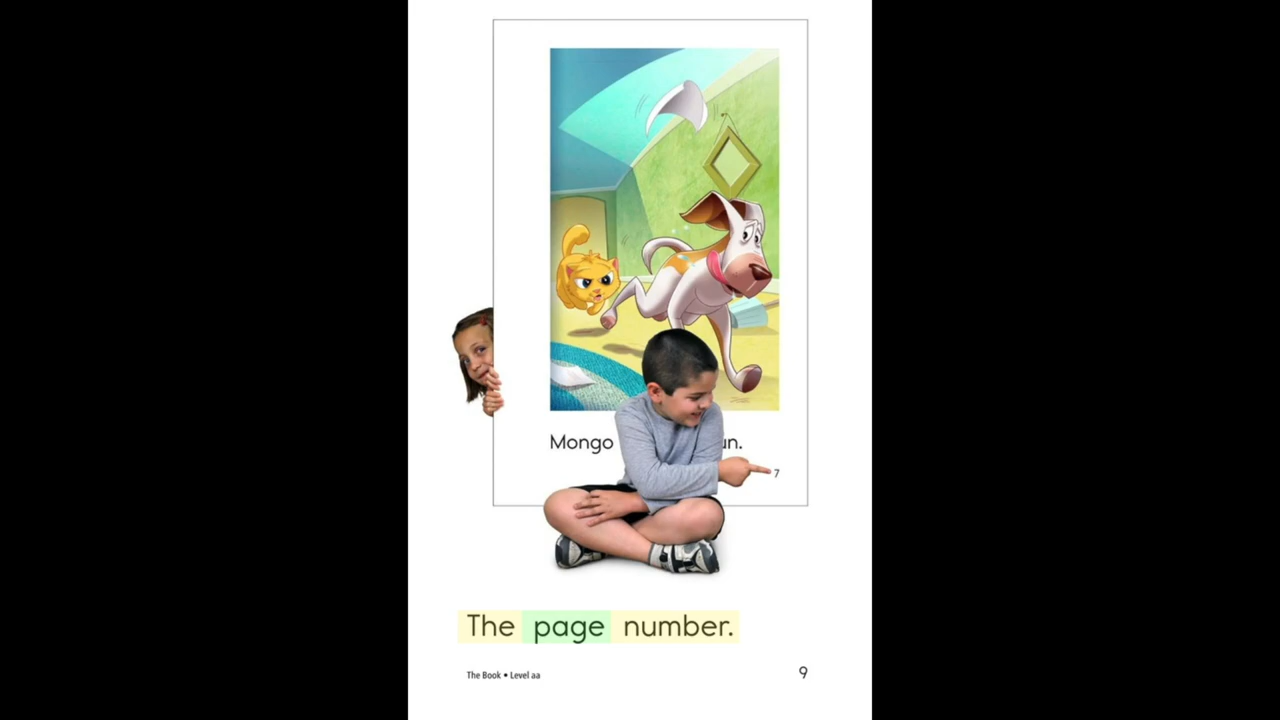 Mongo un.
7
The page number.
The Book • Level aa
9